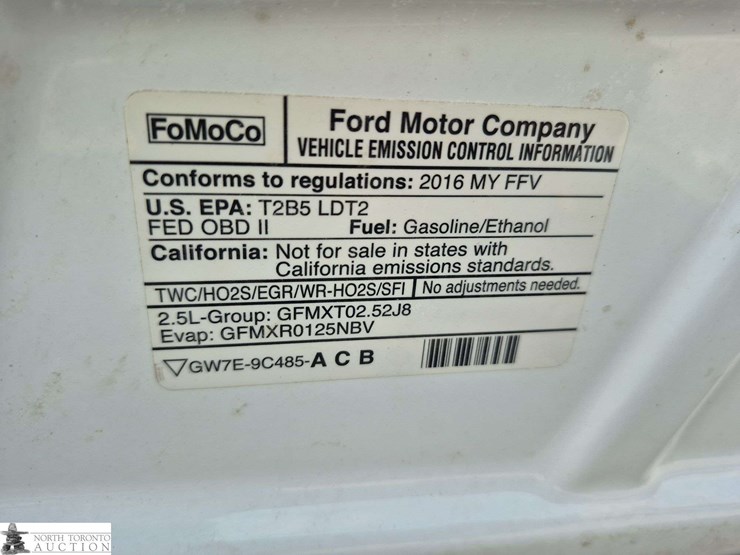 FoMoCo
Ford Motor Company
VEHICLE EMISSION CONTROL INFORMATION
Conforms to regulations: 2016 MY FFV
U.S. EPA: T2B5 LDT2
FED OBD II Fuel: Gasoline/Ethanol
California: Not for sale in states with
California emissions standards.
TWC/HO2S/EGR/WR-HO2S/SFI No adjustments needed.
2.5L-Group: GFMXT02.52J8
Evap: GFMXR0125NBV
GW7E-9C485-A C B
NORTH TORONTO
AUCTION